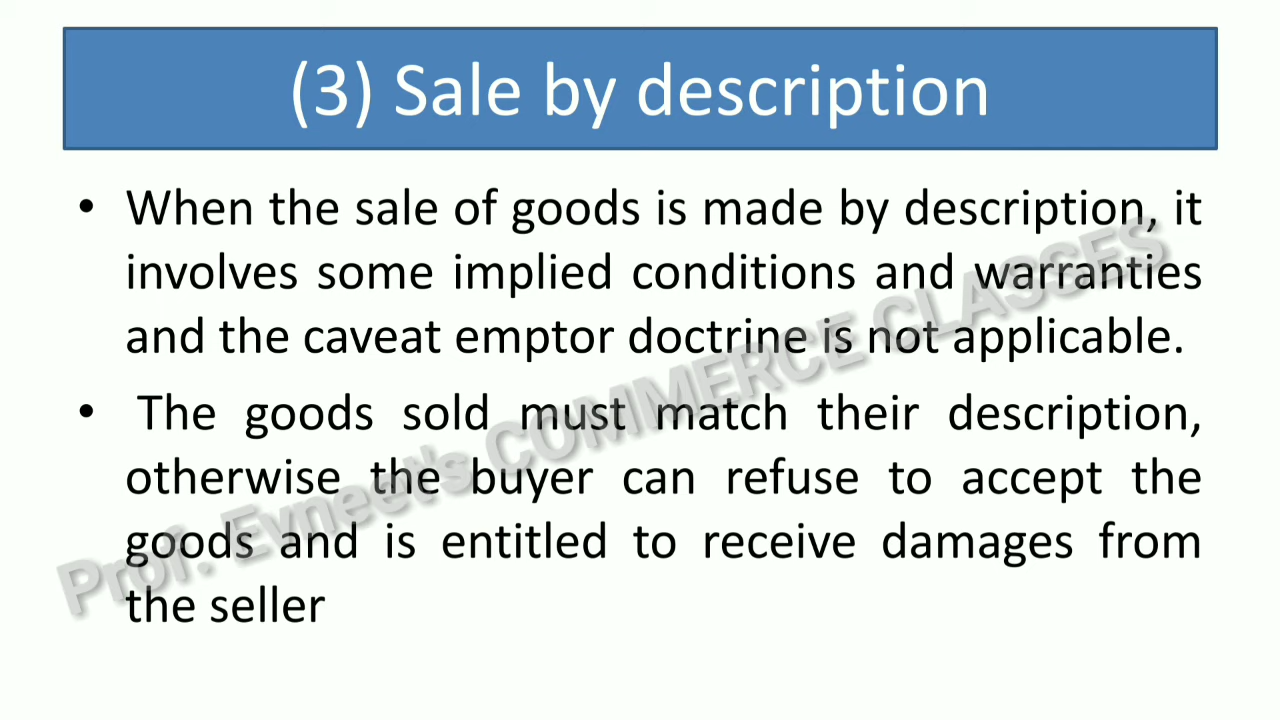 (3) Sale by description
• When the sale of goods is made by description, it
involves some implied conditions and warranties
and the caveat emptor doctrine is not applicable.
• The goods sold must match their description,
otherwise the buyer can refuse to accept the
goods and is entitled to receive damages from
the seller
Prof. Evneet's COMMERCE CLASSES